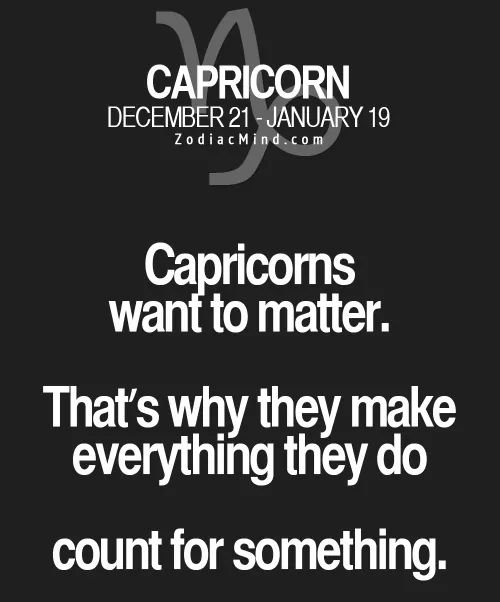 CAPRICORN
DECEMBER 21 - JANUARY 19
ZodiacMind.com
Capricorns
want to matter.
That's why they make
everything they do
count for something.